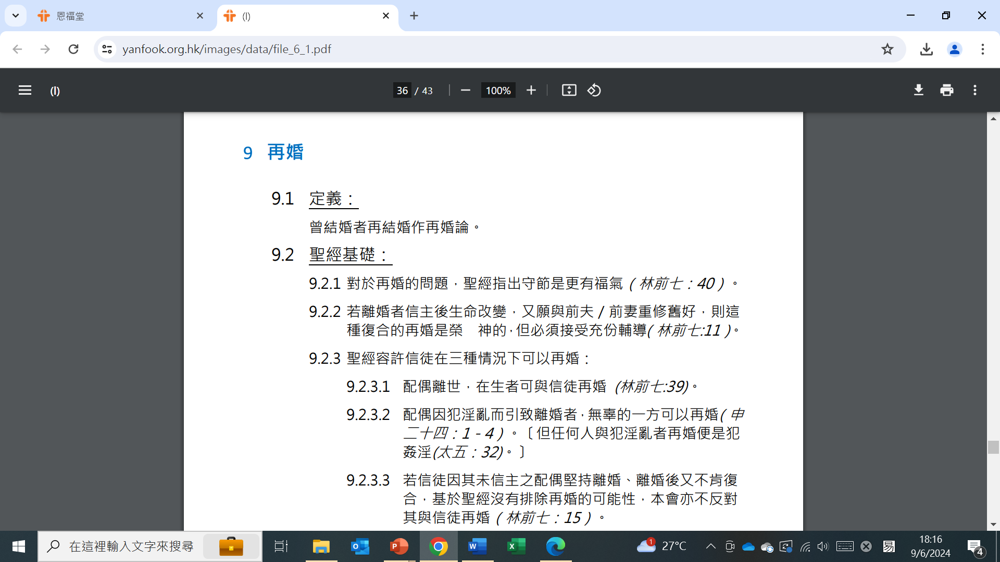 恩福堂
(I)
yanfook.org.hk/images/data/file_6_1.pdf
(I)
36 / 43
100%
9 再婚
9.1 定義：
曾結婚者再結婚作再婚論。
9.2 聖經基礎：
9.2.1 對於再婚的問題，聖經指出守節是更有福氣 ( 林前七：40 ) 。
9.2.2 若離婚者信主後生命改變，又願與前夫 / 前妻重修舊好，則這
種復合的再婚是榮　神的，但必須接受充份輔導( 林前七:11 )。
9.2.3 聖經容許信徒在三種情況下可以再婚：
9.2.3.1 配偶離世，在生者可與信徒再婚 (林前七:39)。
9.2.3.2 配偶因犯淫亂而引致離婚者，無辜的一方可以再婚( 申
二十四：1 - 4 ) 。〔 但任何人與犯淫亂者再婚便是犯
姦淫(太五：32)。〕
9.2.3.3 若信徒因其未信主之配偶堅持離婚、離婚後又不肯復
合，基於聖經沒有排除再婚的可能性，本會亦不反對
其與信徒再婚 ( 林前七：15 ) 。
在這裡輸入文字來搜尋
1
27°C
易
18:16
9/6/2024
4